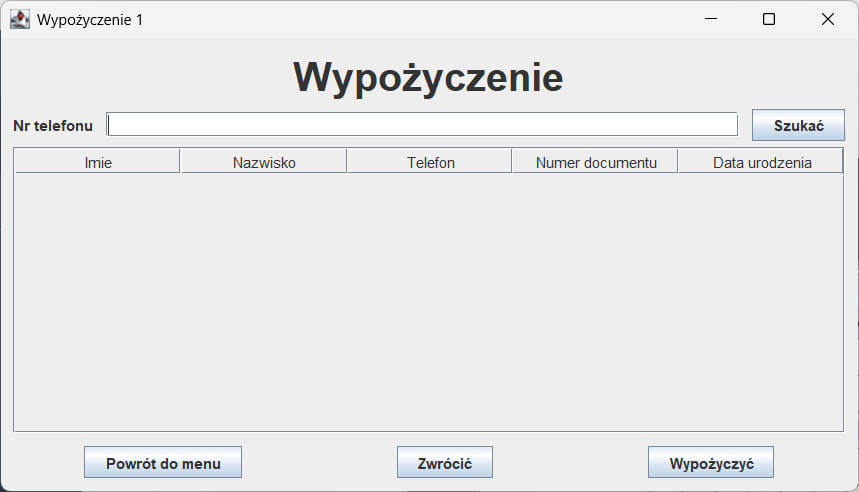 Wypożyczenie 1
Wypożyczenie
Nr telefonu Szukać
Imie Nazwisko Telefon Numer documentu Data urodzenia
Powrót do menu Zwrócić Wypożyczyć